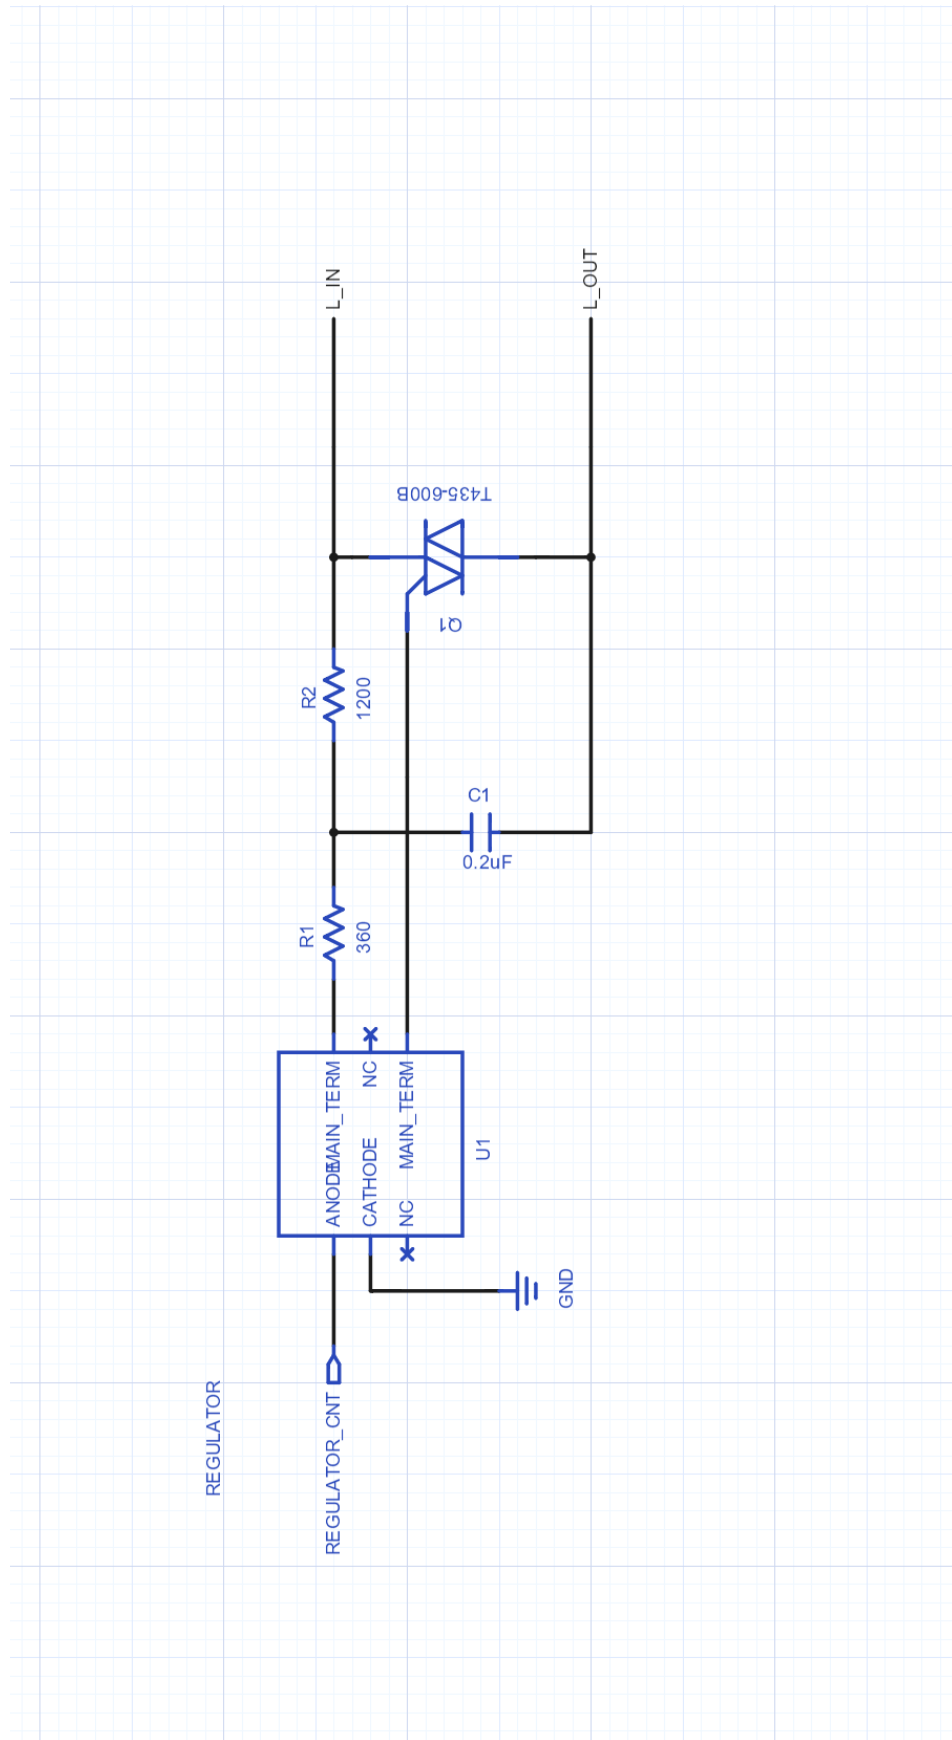 REGULATOR
REGULATOR_CNT
GND
ANODE
MAIN_TERM
CATHODE
NC
NC
MAIN_TERM
U1
R1
360
C1
0.2uF
R2
1200
Q1
T435-600B
L_IN
L_OUT